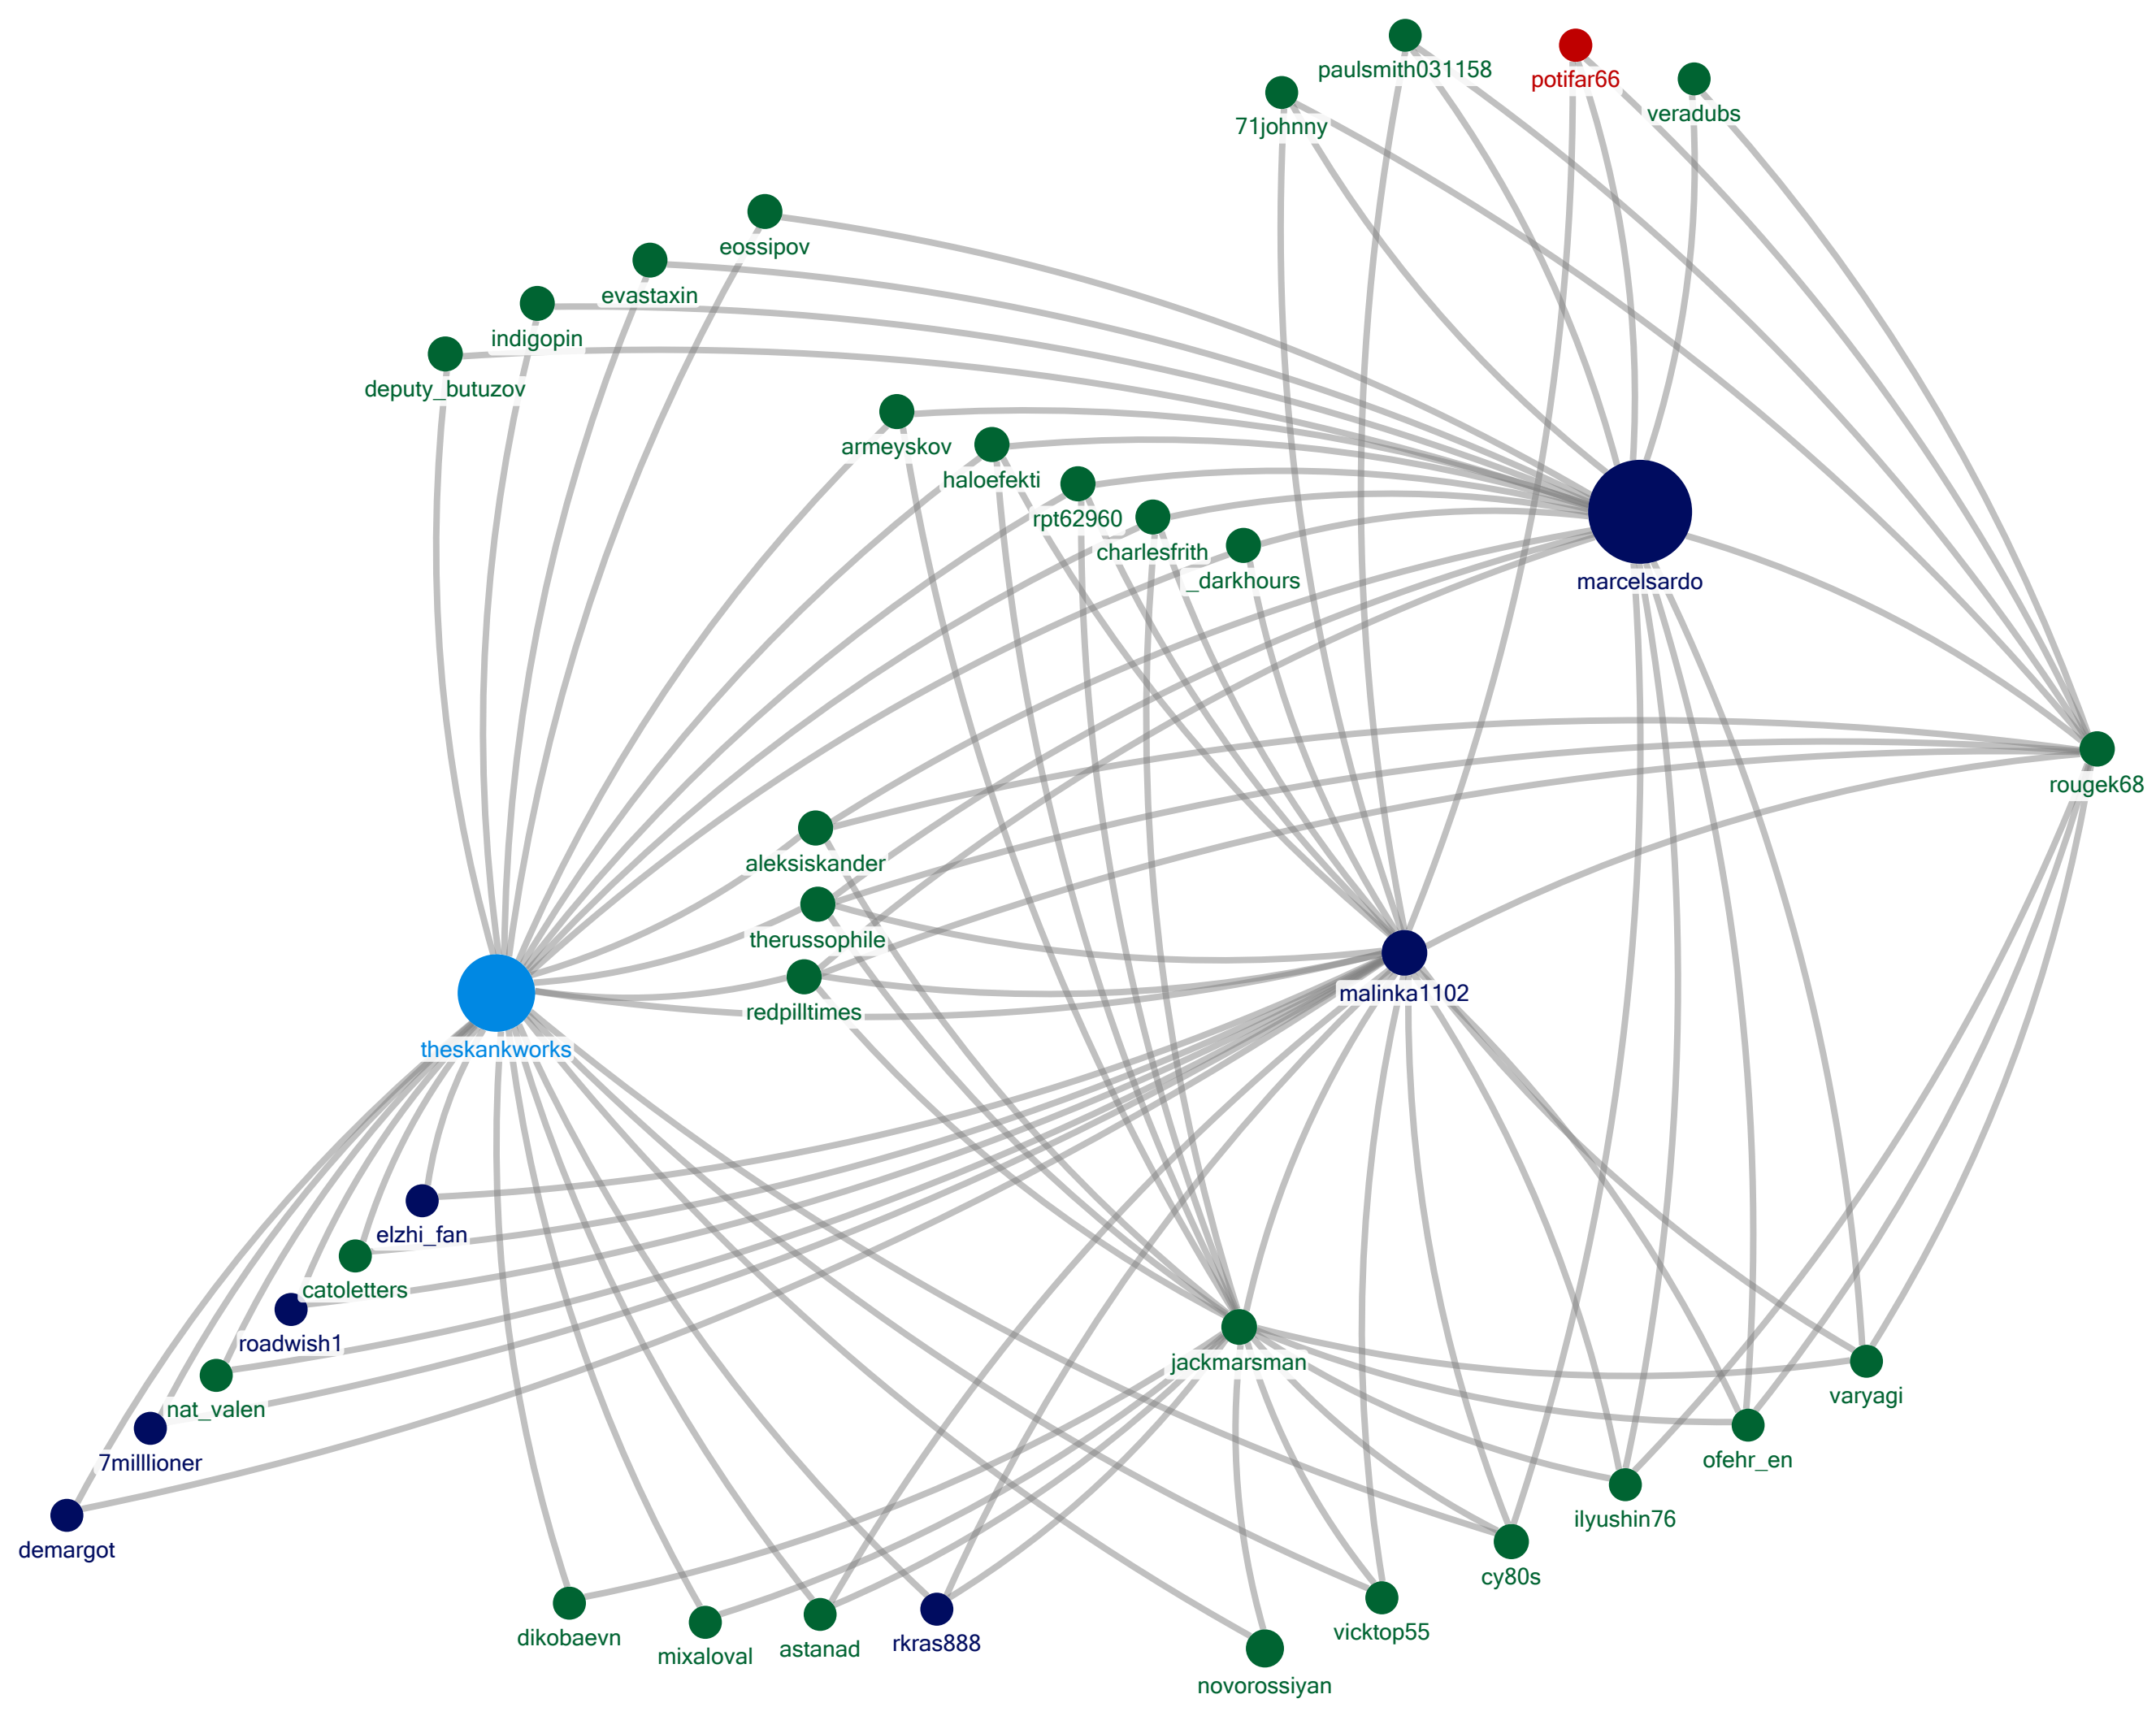 paulsmith031158
potifar66
veradubs
71johnny
eossipov
evastaxin
indigopin
deputy_butuzov
armeyskov
haloefekti
rpt62960
charlesfrith
_darkhours
marcelsardo
rougek68
aleksiskander
therussophile
redpilltimes
malinka1102
theskankworks
elzhi_fan
catoletters
roadwish1
nat_valen
7milllioner
demargot
jackmarsman
varyagi
ofehr_en
ilyushin76
cy80s
vicktop55
novorossiyan
rkras888
astanad
mixaloval
dikobaevn